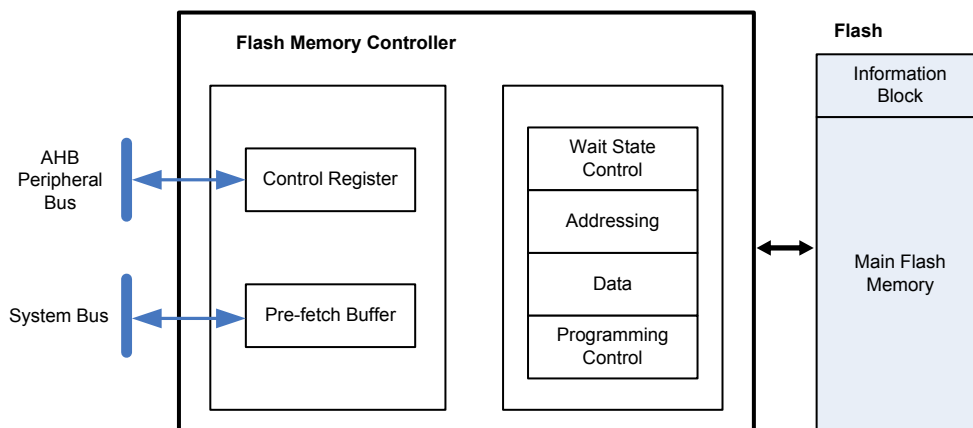 Flash Memory Controller
Flash
Information
Block
AHB
Peripheral
Bus
Control Register
Wait State
Control
Addressing
Data
Programming
Control
System Bus
Pre-fetch Buffer
Main Flash
Memory